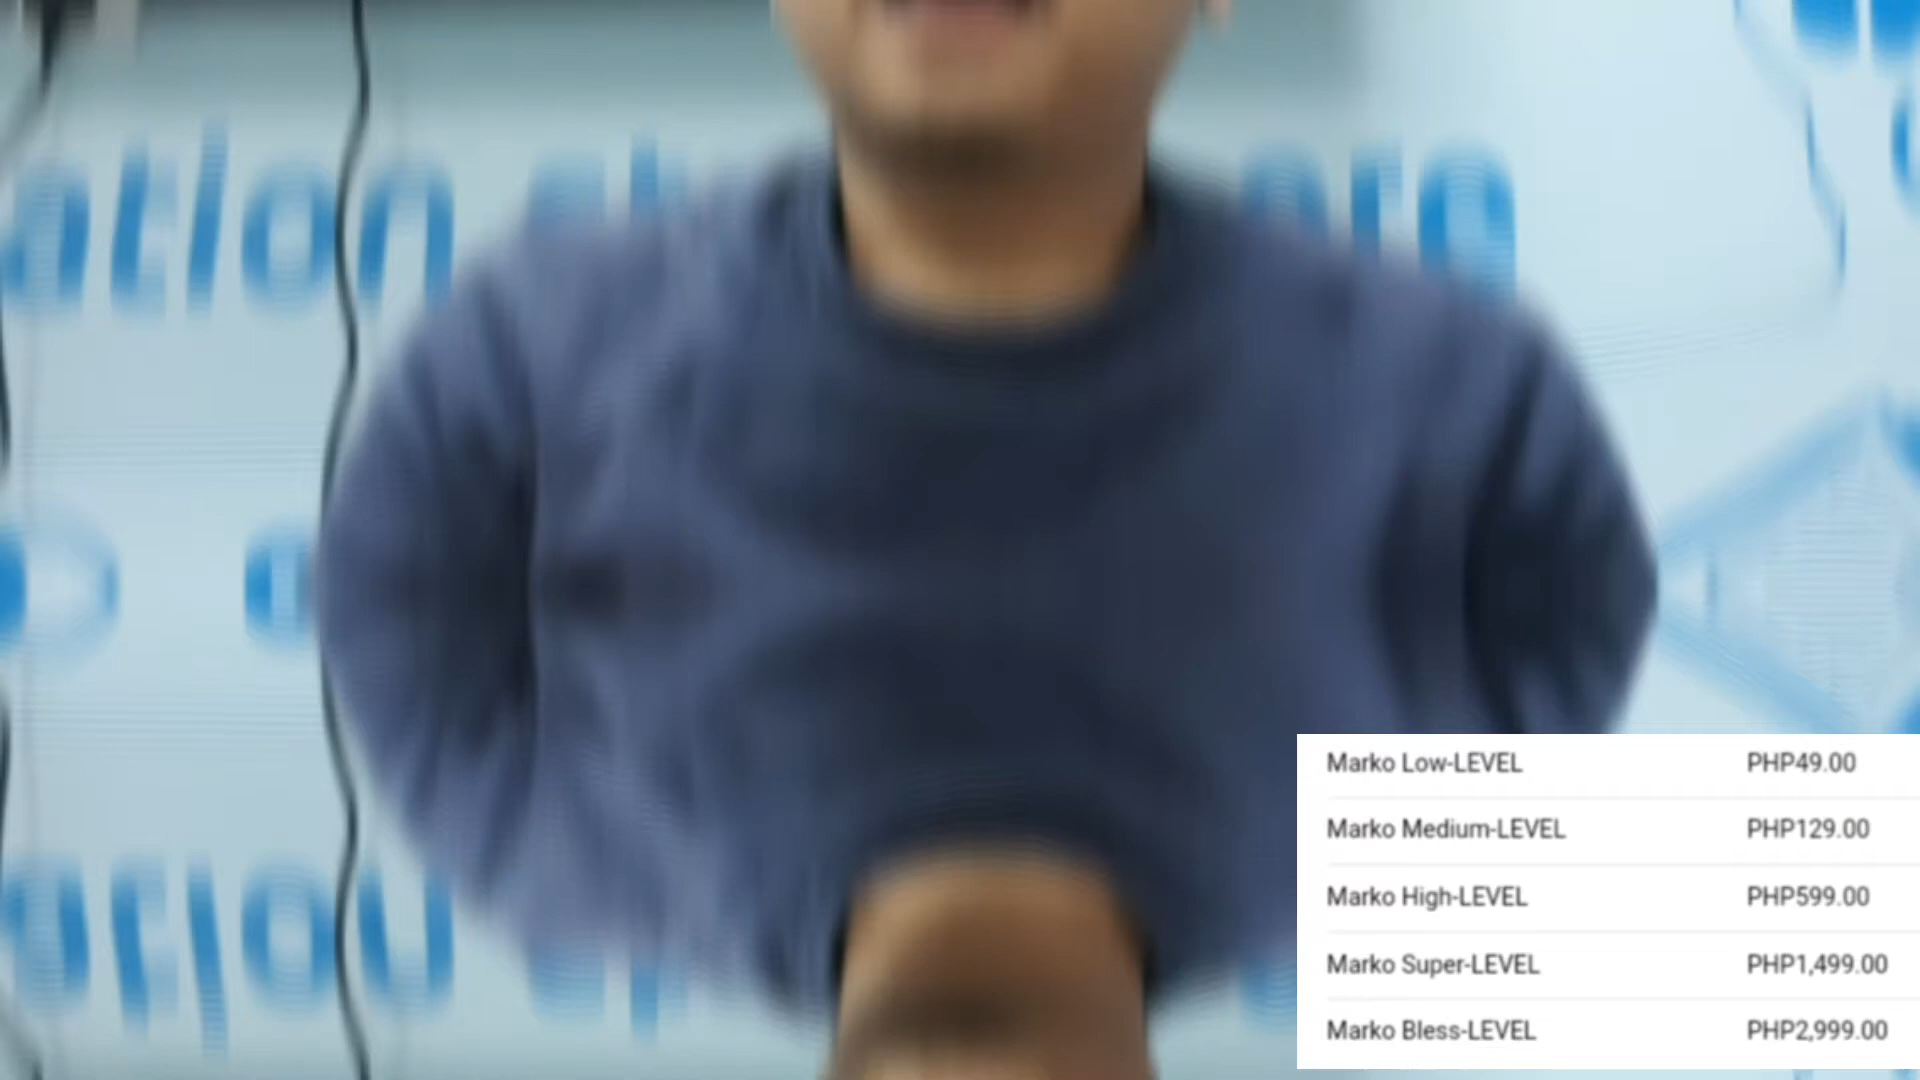 ation
Marko Low-LEVEL PHP49.00
Marko Medium-LEVEL PHP129.00
Marko High-LEVEL PHP599.00
Marko Super-LEVEL PHP1,499.00
Marko Bless-LEVEL PHP2,999.00